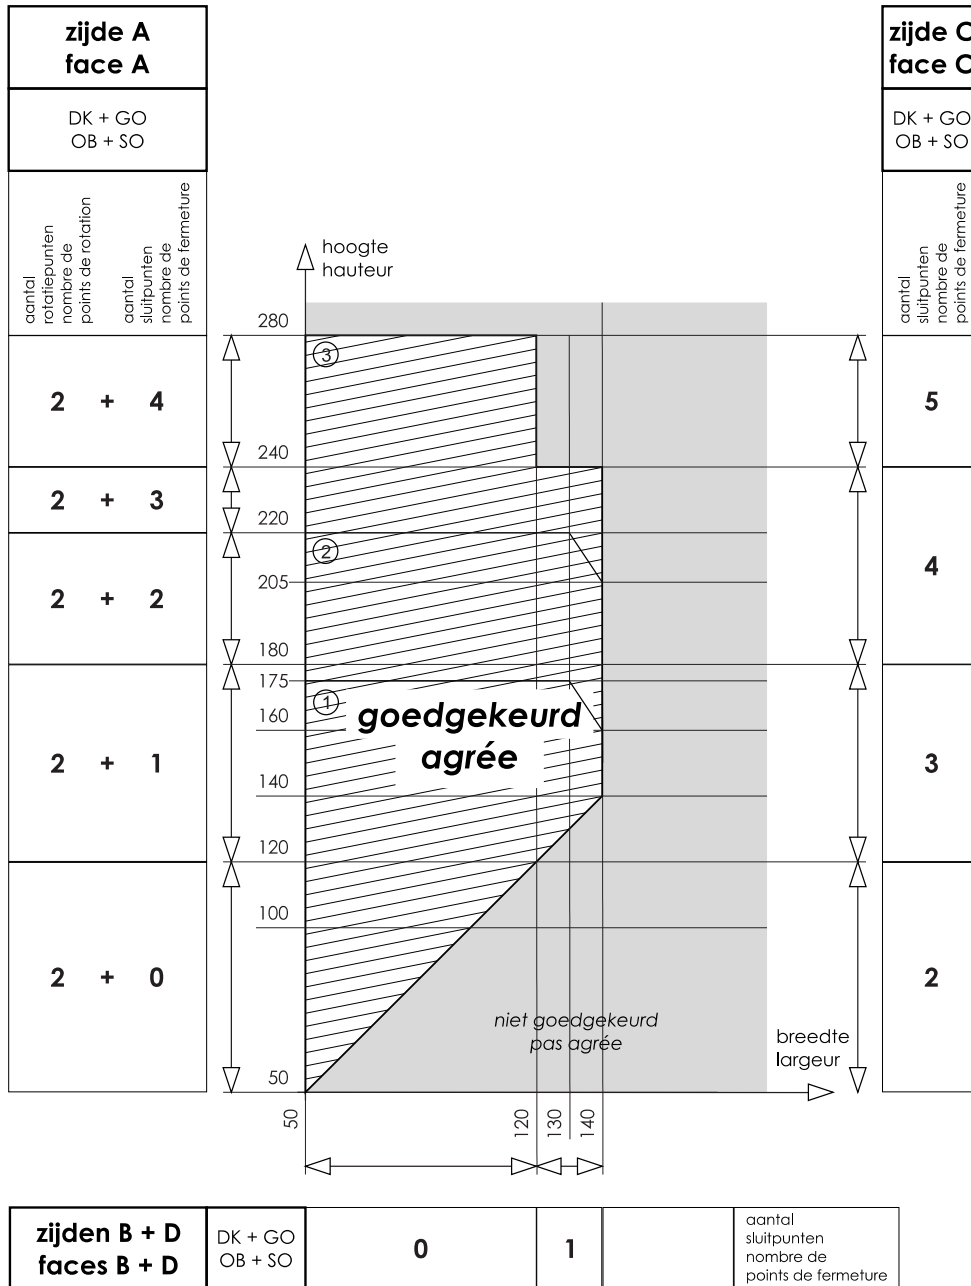 zijde A
face A
DK + GO
OB + SO
aantal
rotatiepunten
nombre de
points de rotation
aantal
sluitpunten
nombre de
points de fermeture
2 + 4
2 + 3
2 + 2
2 + 1
2 + 0
hoogte
hauteur
280
240
220
205
180
175
160
140
120
100
50
3
2
1
goedgekeurd
agrée
niet goedgekeurd
pas agrée
breedte
largeur
50
120
130
140
zijde C
face C
DK + GO
OB + SO
aantal
sluitpunten
nombre de
points de fermeture
5
4
3
2
zijden B + D
faces B + D
DK + GO
OB + SO
0
1
aantal
sluitpunten
nombre de
points de fermeture